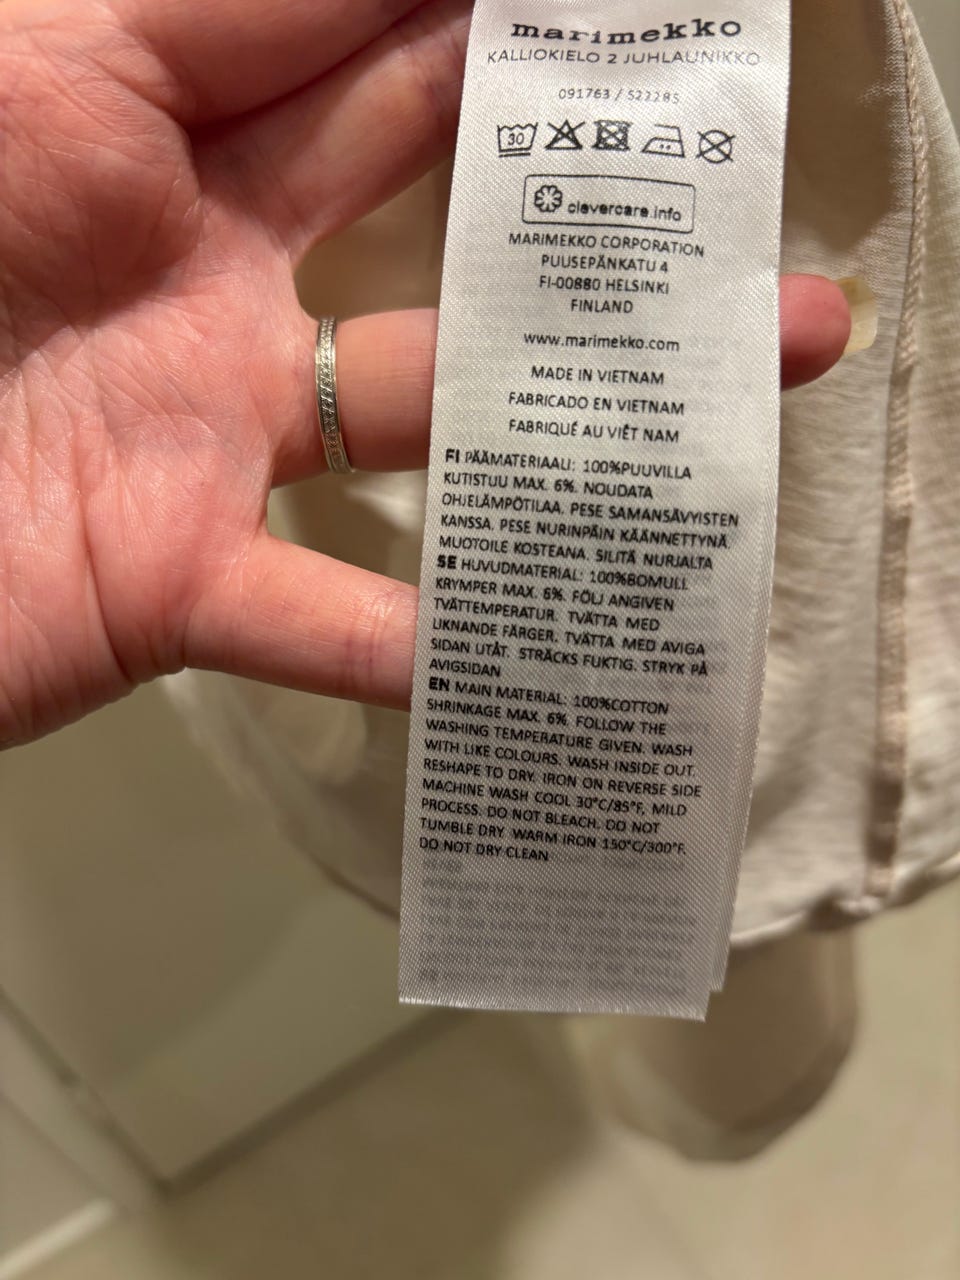 marimekko
KALLIOKIELO 2 JUHLAUNIKKO
091763 / 522285
30
clevercare.info
MARIMEKKO CORPORATION
PUUSEPÄNKATU 4
FI-00880 HELSINKI
FINLAND
www.marimekko.com
MADE IN VIETNAM
FABRICADO EN VIETNAM
FABRIQUÉ AU VIÊT NAM
FI PÄÄMATERIAALI: 100%PUUVILLA
KUTISTUU MAX. 6%. NOUDATA
OHJELÄMPÖTILAA. PESE SAMANSÄVYISTEN
KANSSA. PESE NURINPÄIN KÄÄNNETTYNÄ.
MUOTOILE KOSTEANA. SILITÄ NURJALTA
SE HUVUDMATERIAL: 100%BOMULL
KRYMPER MAX. 6%. FÖLJ ANGIVEN
TVÄTTEMPERATUR. TVÄTTA MED
LIKNANDE FÄRGER. TVÄTTA MED AVIGA
SIDAN UTÅT. STRÄCKS FUKTIG. STRYK PÅ
AVIGSIDAN
EN MAIN MATERIAL: 100%COTTON
SHRINKAGE MAX. 6%. FOLLOW THE
WASHING TEMPERATURE GIVEN. WASH
WITH LIKE COLOURS. WASH INSIDE OUT.
RESHAPE TO DRY. IRON ON REVERSE SIDE
MACHINE WASH COOL 30°C/85°F, MILD
PROCESS. DO NOT BLEACH. DO NOT
TUMBLE DRY. WARM IRON 150°C/300°F.
DO NOT DRY CLEAN